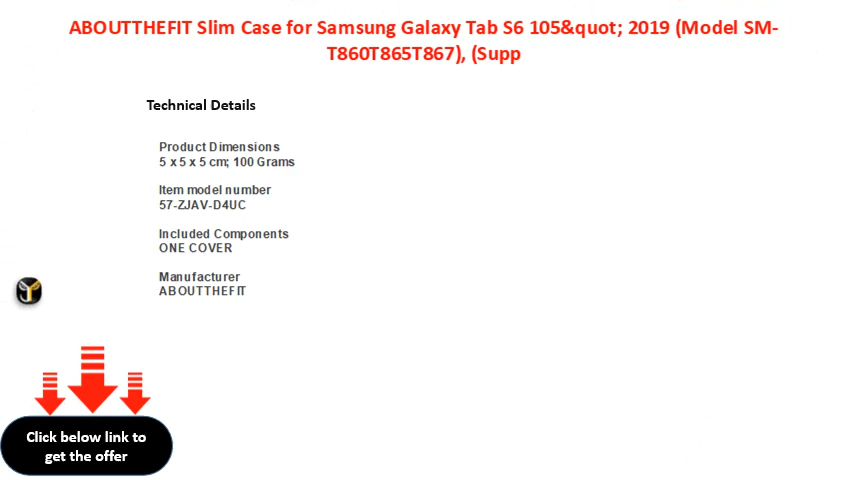 ABOUTTHEFIT Slim Case for Samsung Galaxy Tab S6 105&quot; 2019 (Model SM-
T860T865T867), (Supp
Technical Details
Product Dimensions
5 x 5 x 5 cm; 100 Grams
Item model number
57-ZJAV-D4UC
Included Components
ONE COVER
Manufacturer
ABOUTTHEFIT
Click below link to
get the offer